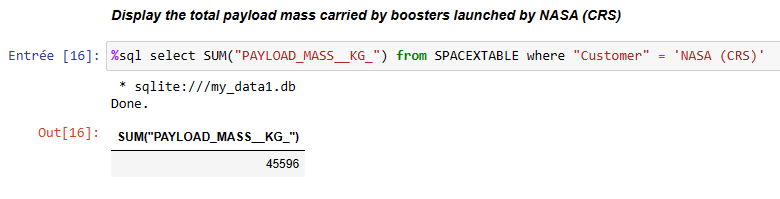 Display the total payload mass carried by boosters launched by NASA (CRS)
Entrée [16]: %sql select SUM("PAYLOAD_MASS__KG_") from SPACEXTABLE where "Customer" = 'NASA (CRS)'
* sqlite:///my_data1.db
Done.
Out[16]: SUM("PAYLOAD_MASS__KG_")
45596